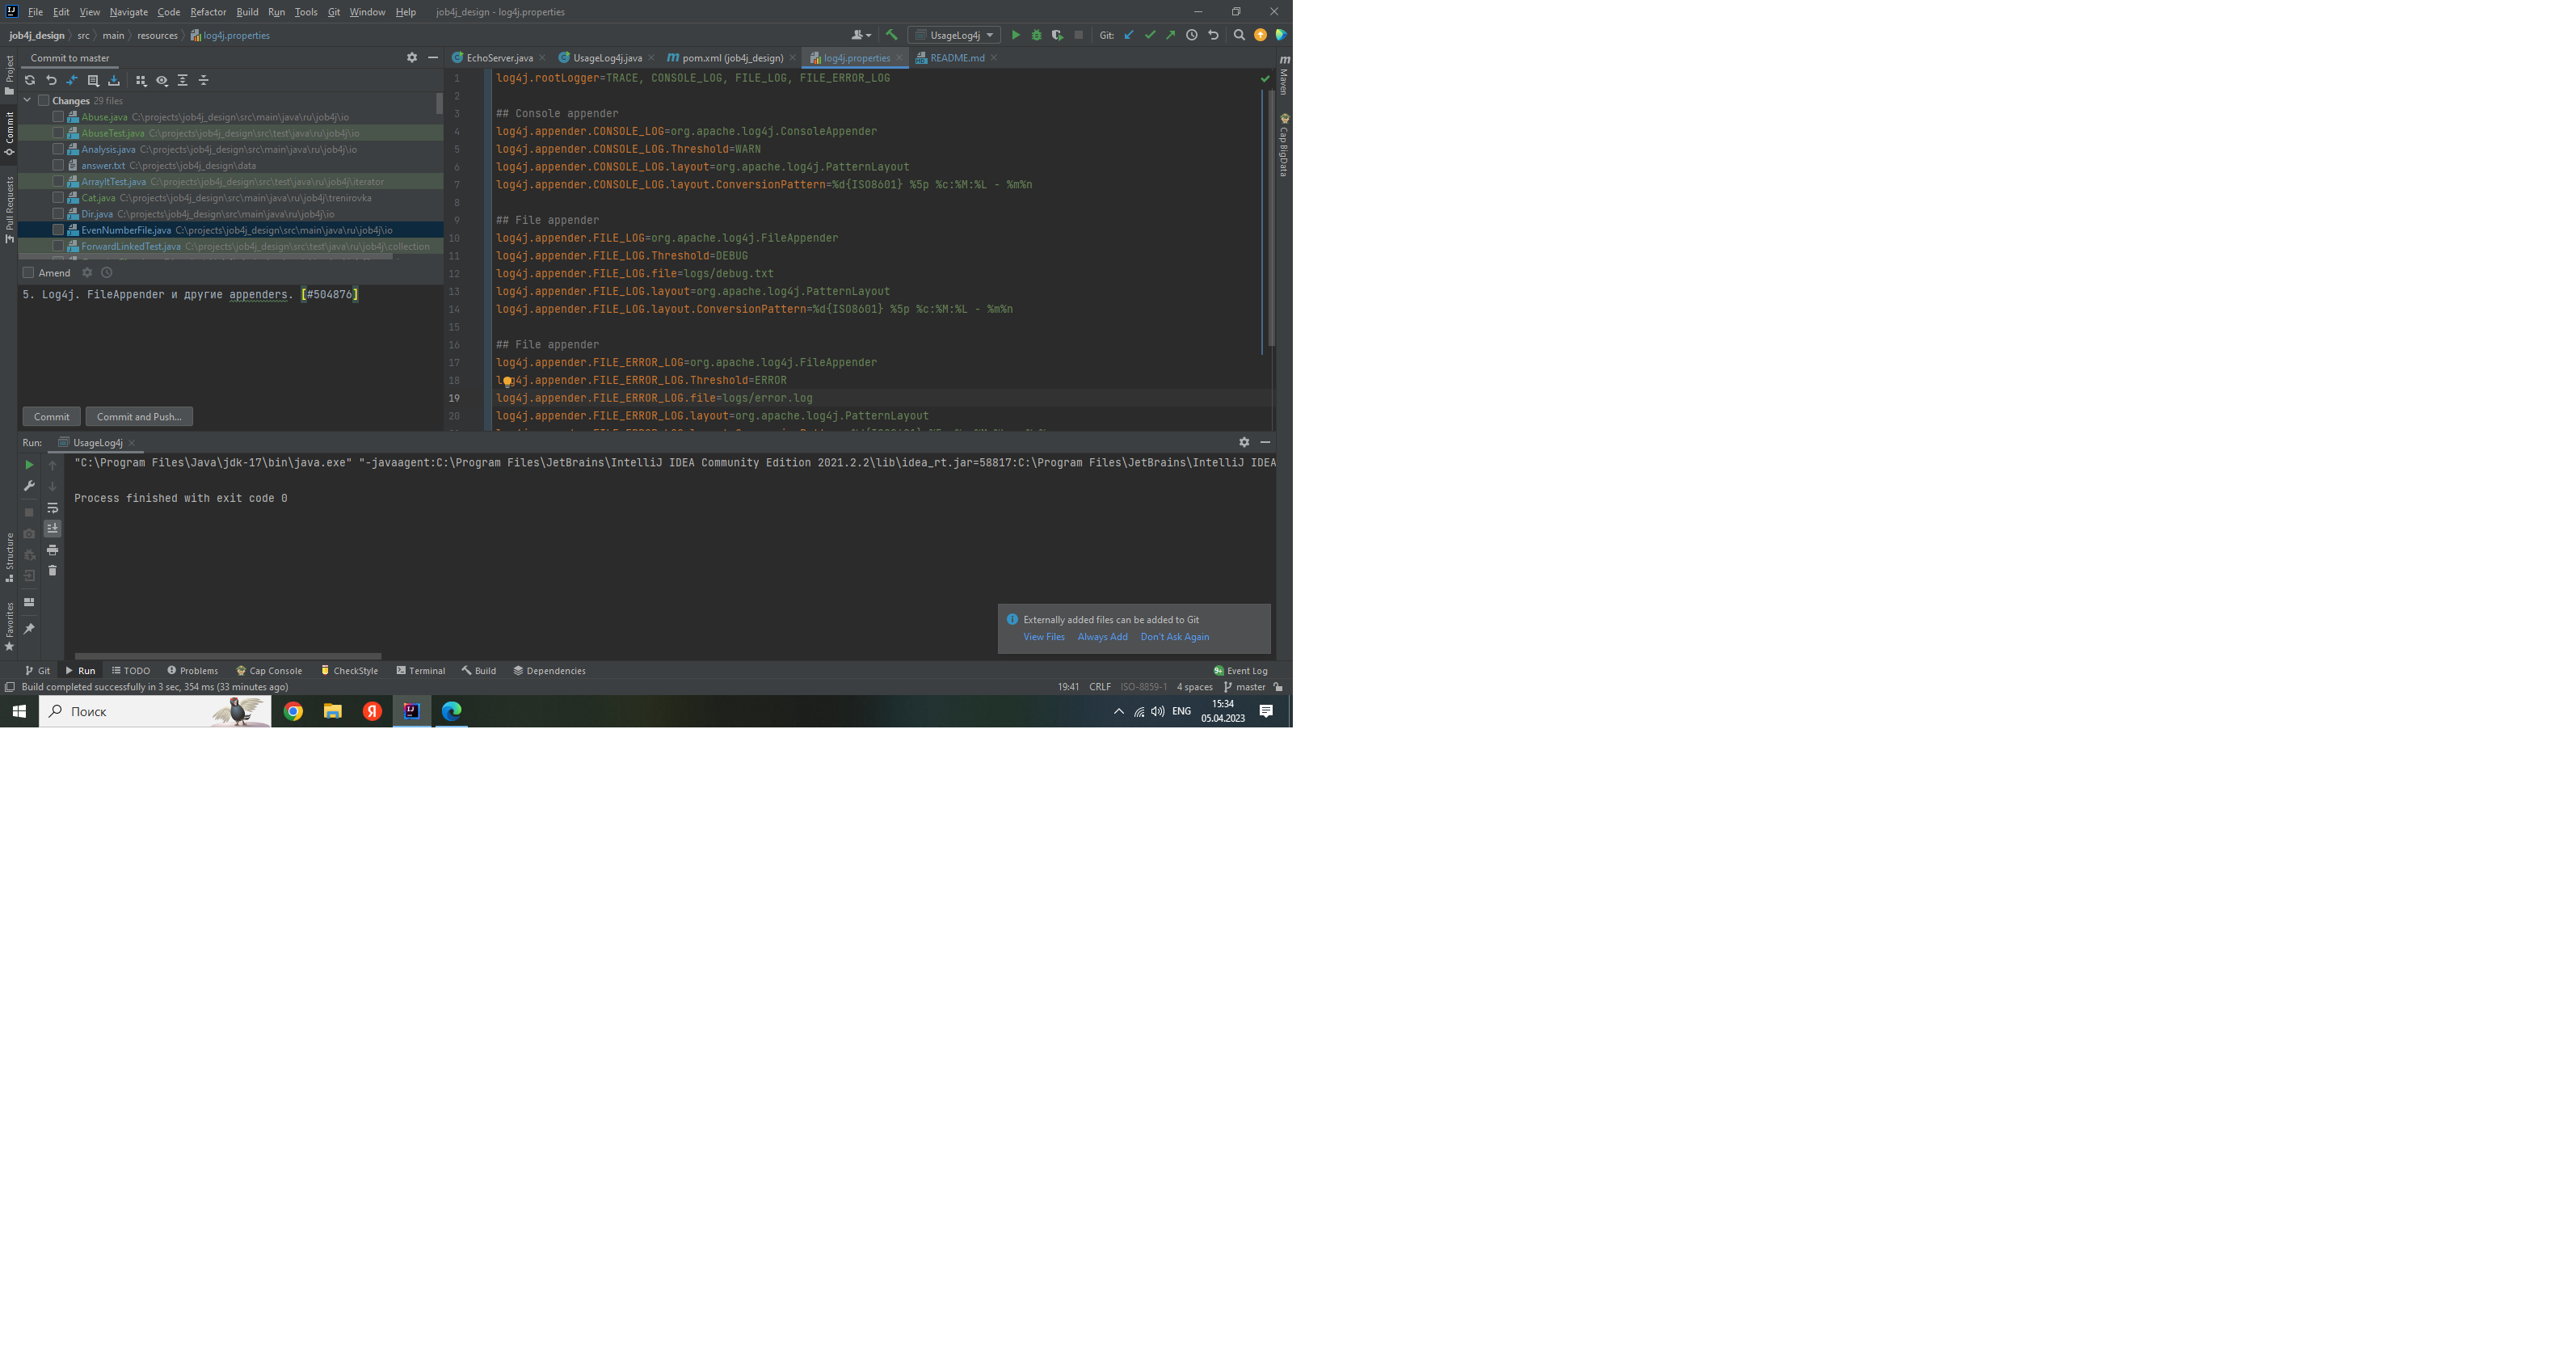 File Edit View Navigate Code Refactor Build Run Tools Git Window Help job4j_design - log4j.properties
job4j_design src main resources log4j.properties
UsageLog4j Git:
Commit to master
EchoServer.java UsageLog4j.java pom.xml (job4j_design) log4j.properties README.md
Project
Commit
Pull Requests
Structure
Favorites
Maven
Cap BigData
Changes 29 files
Abuse.java C:\projects\job4j_design\src\main\java\ru\job4j\io
AbuseTest.java C:\projects\job4j_design\src\test\java\ru\job4j\io
Analysis.java C:\projects\job4j_design\src\main\java\ru\job4j\io
answer.txt C:\projects\job4j_design\data
ArrayItTest.java C:\projects\job4j_design\src\test\java\ru\job4j\iterator
Cat.java C:\projects\job4j_design\src\main\java\ru\job4j\trenirovka
Dir.java C:\projects\job4j_design\src\main\java\ru\job4j\io
EvenNumberFile.java C:\projects\job4j_design\src\main\java\ru\job4j\io
ForwardLinkedTest.java C:\projects\job4j_design\src\test\java\ru\job4j\collection
Amend
5. Log4j. FileAppender и другие appenders. [#504876]
Commit Commit and Push...
1 log4j.rootLogger=TRACE, CONSOLE_LOG, FILE_LOG, FILE_ERROR_LOG
2
3 ## Console appender
4 log4j.appender.CONSOLE_LOG=org.apache.log4j.ConsoleAppender
5 log4j.appender.CONSOLE_LOG.Threshold=WARN
6 log4j.appender.CONSOLE_LOG.layout=org.apache.log4j.PatternLayout
7 log4j.appender.CONSOLE_LOG.layout.ConversionPattern=%d{ISO8601} %5p %c:%M:%L - %m%n
8
9 ## File appender
10 log4j.appender.FILE_LOG=org.apache.log4j.FileAppender
11 log4j.appender.FILE_LOG.Threshold=DEBUG
12 log4j.appender.FILE_LOG.file=logs/debug.txt
13 log4j.appender.FILE_LOG.layout=org.apache.log4j.PatternLayout
14 log4j.appender.FILE_LOG.layout.ConversionPattern=%d{ISO8601} %5p %c:%M:%L - %m%n
15
16 ## File appender
17 log4j.appender.FILE_ERROR_LOG=org.apache.log4j.FileAppender
18 log4j.appender.FILE_ERROR_LOG.Threshold=ERROR
19 log4j.appender.FILE_ERROR_LOG.file=logs/error.log
20 log4j.appender.FILE_ERROR_LOG.layout=org.apache.log4j.PatternLayout
Run: UsageLog4j
"C:\Program Files\Java\jdk-17\bin\java.exe" "-javaagent:C:\Program Files\JetBrains\IntelliJ IDEA Community Edition 2021.2.2\lib\idea_rt.jar=58817:C:\Program Files\JetBrains\IntelliJ IDEA
Process finished with exit code 0
Externally added files can be added to Git
View Files Always Add Don't Ask Again
Git Run TODO Problems Cap Console CheckStyle Terminal Build Dependencies Event Log
Build completed successfully in 3 sec, 354 ms (33 minutes ago) 19:41 CRLF ISO-8859-1 4 spaces master
Поиск ENG 15:34
05.04.2023